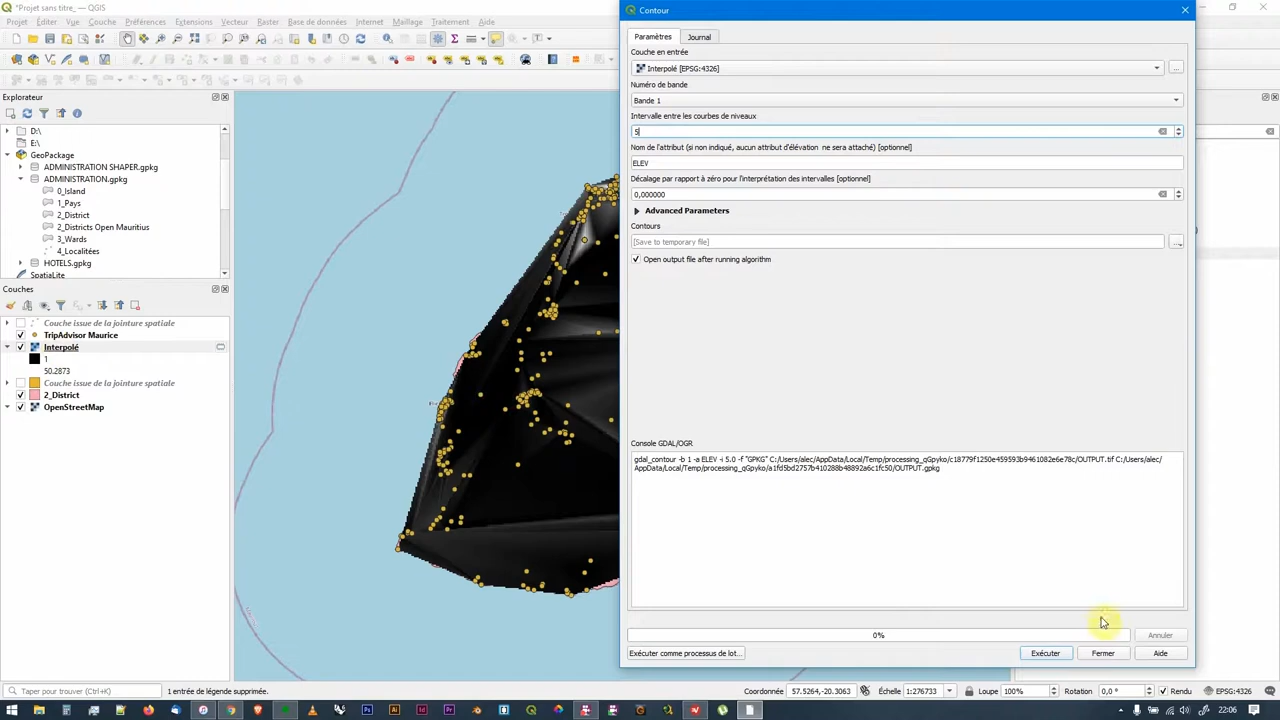 *Projet sans titre_ - QGIS
Projet Éditer Vue Couche Préférences Extensions Vecteur Raster Base de données Internet Maillage Traitement Aide
Explorateur
D:\
E:\
GeoPackage
ADMINISTRATION SHAPER.gpkg
ADMINISTRATION.gpkg
0_Island
1_Pays
2_District
2_Districts Open Mauritius
3_Wards
4_Localitées
HOTELS.gpkg
SpatiaLite
Couches
Couche issue de la jointure spatiale
TripAdvisor Maurice
Interpolé
1
50.2873
Couche issue de la jointure spatiale
2_District
OpenStreetMap
Contour
Paramètres Journal
Couche en entrée
Interpolé [EPSG:4326]
...
Numéro de bande
Bande 1
Intervalle entre les courbes de niveaux
5
Nom de l'attribut (si non indiqué, aucun attribut d'élévation ne sera attaché) [optionnel]
ELEV
Décalage par rapport à zéro pour l'interprétation des intervalles [optionnel]
0,000000
Advanced Parameters
Contours
[Save to temporary file]
...
Open output file after running algorithm
Console GDAL/OGR
gdal_contour -b 1 -a ELEV -i 5.0 -f "GPKG" C:/Users/alec/AppData/Local/Temp/processing_qGpyko/c18779f1250e459593b9461082e6e78c/OUTPUT.tif C:/Users/alec/
AppData/Local/Temp/processing_qGpyko/a1fd5bd2757b410288b48892a6c1fc50/OUTPUT.gpkg
0%
Annuler
Exécuter comme processus de lot...
Exécuter
Fermer
Aide
Taper pour trouver (Ctrl+K)
1 entrée de légende supprimée.
Coordonnée 57.5264,-20.3063
Échelle 1:276733
Loupe 100%
Rotation 0,0 °
Rendu
EPSG:4326
22:06